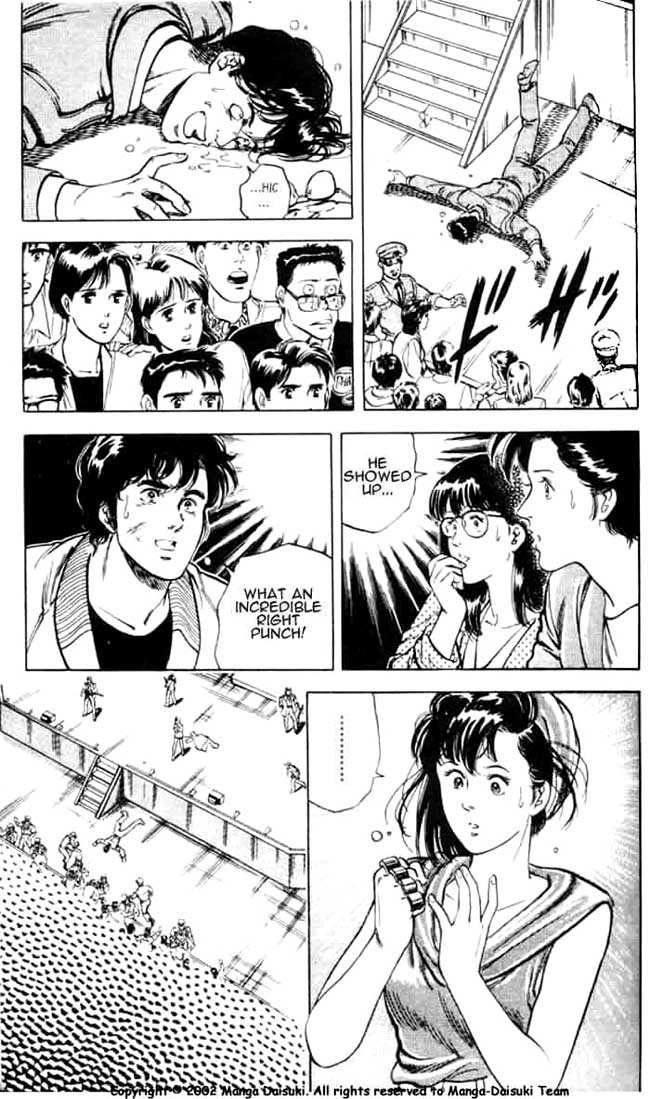 ドサッ
...HIC
...
HE
SHOWED
UP...
WHAT AN
INCREDIBLE
RIGHT
PUNCH!
.........
Copyright © 2002 Manga Daisuki. All rights reserved to Manga-Daisuki Team